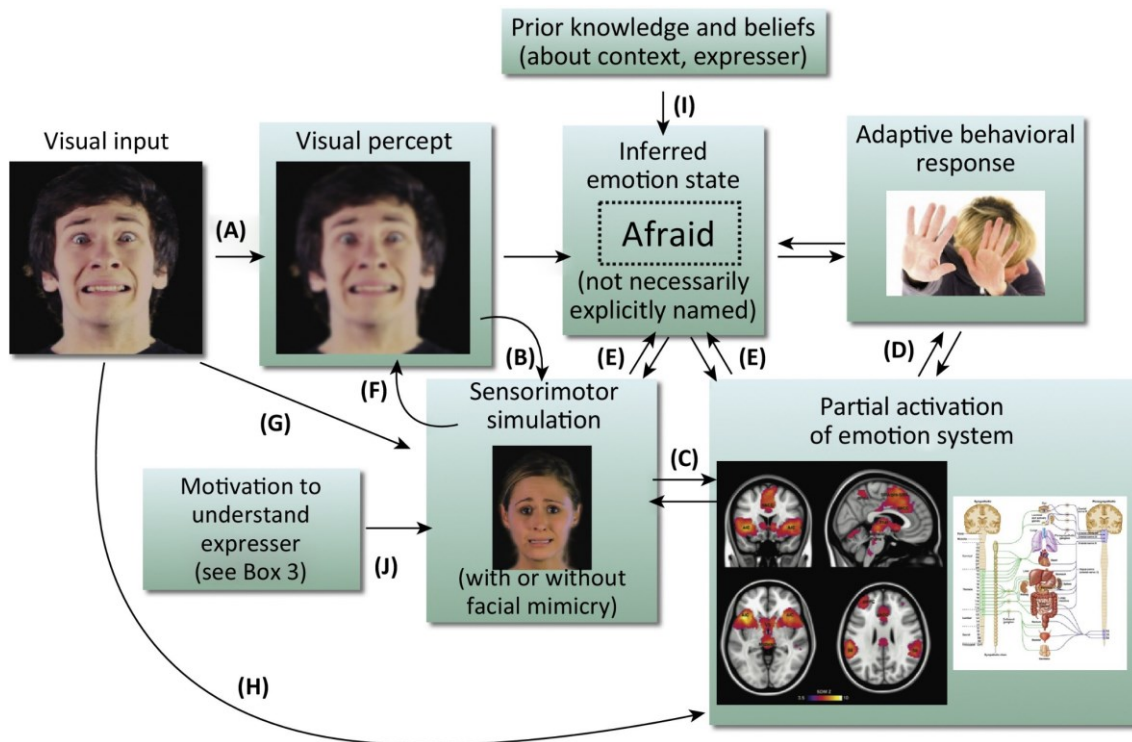 Prior knowledge and beliefs
(about context, expresser)
(I)
Visual input
Visual percept
Inferred
emotion state
Afraid
(not necessarily
explicitly named)
Adaptive behavioral
response
(A)
(B)
(E)
(E)
(D)
(F)
(G)
Sensorimotor
simulation
(with or without
facial mimicry)
(C)
Partial activation
of emotion system
Motivation to
understand
expresser
(see Box 3)
(J)
(H)